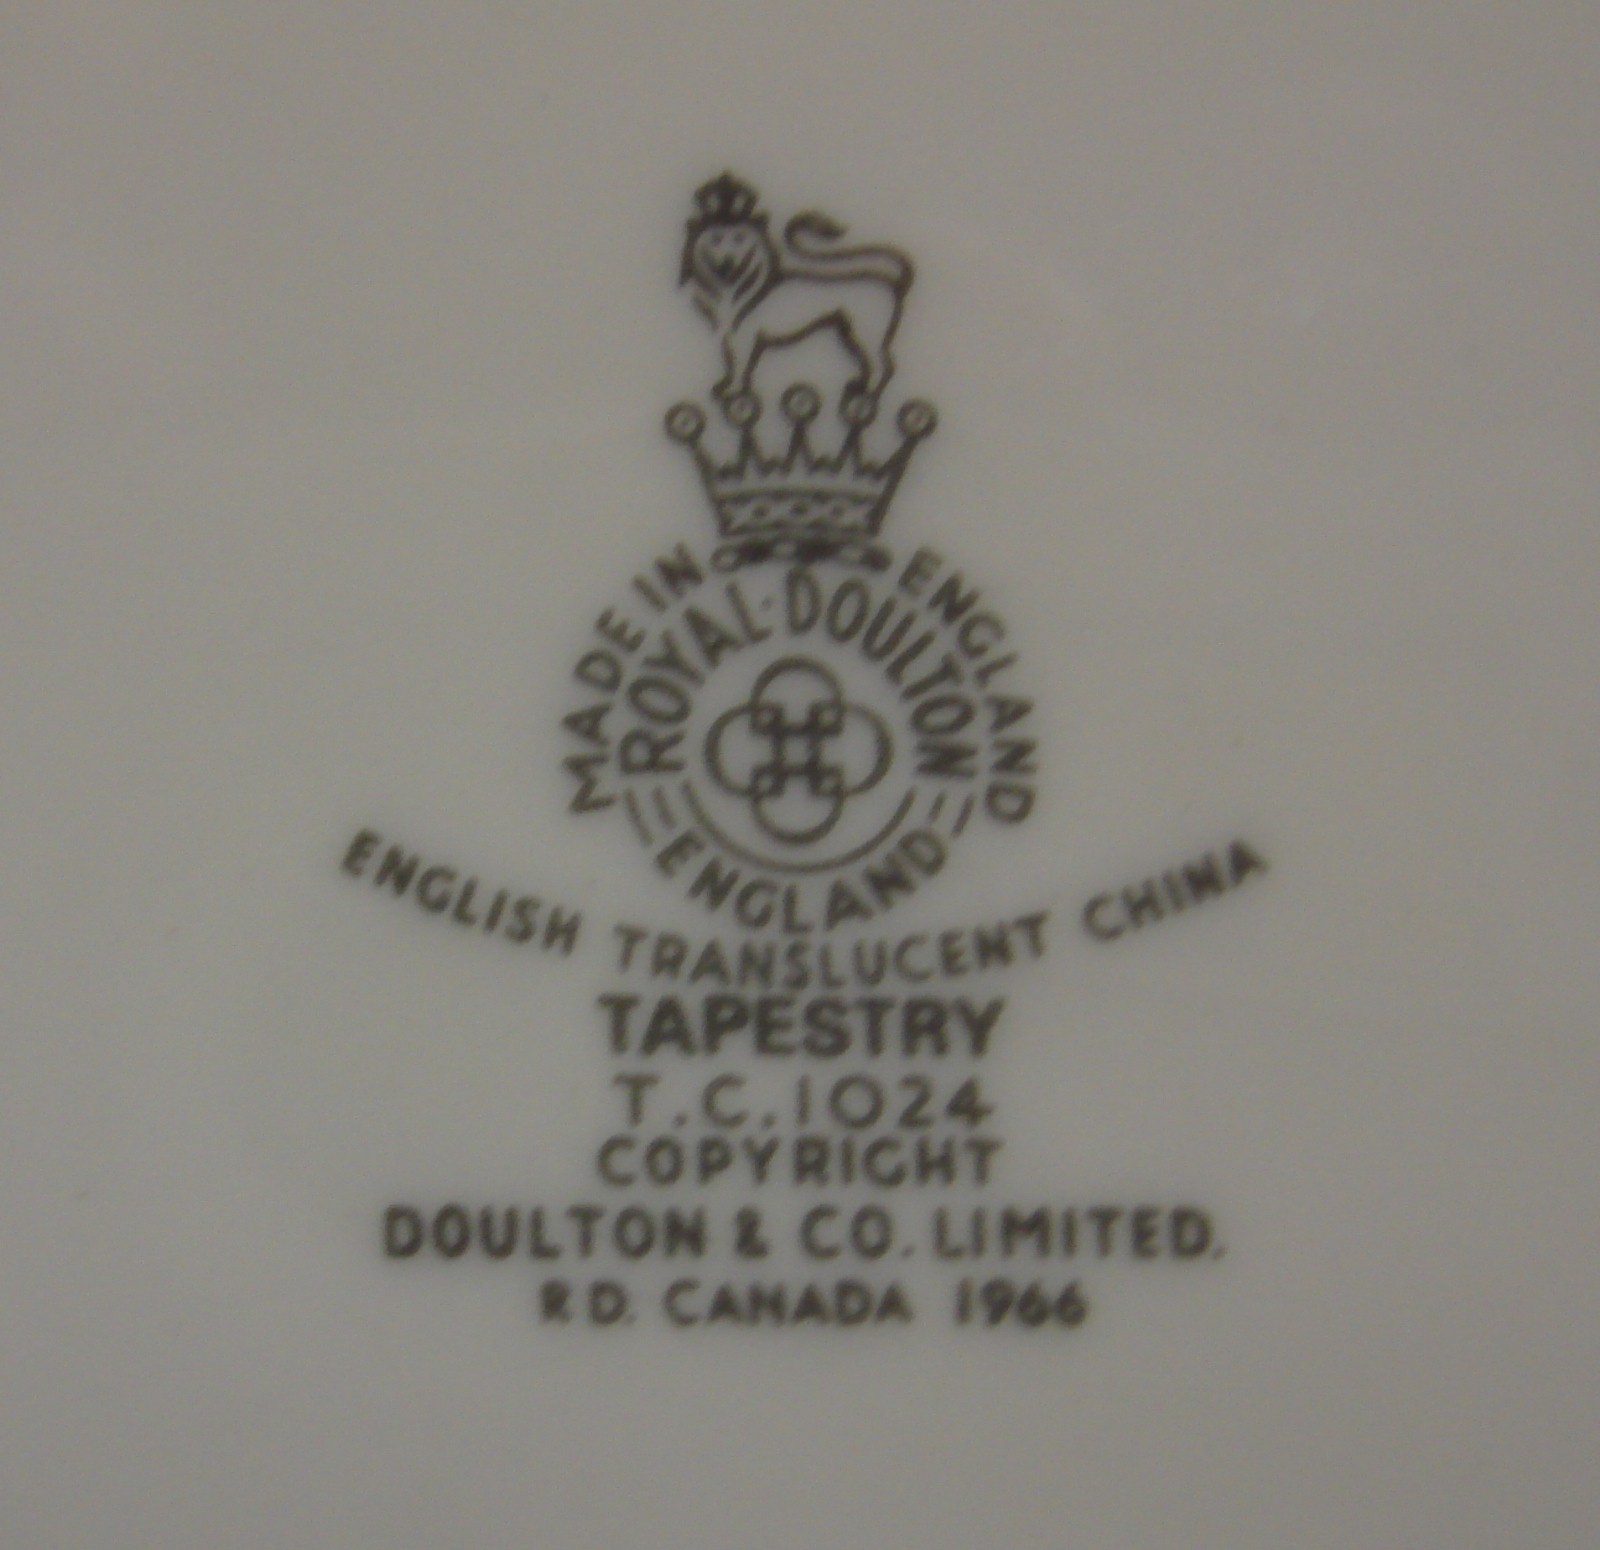 MADE IN ENGLAND
ROYAL·DOULTON
ENGLAND
ENGLISH TRANSLUCENT CHINA
TAPESTRY
T.C.1024
COPYRIGHT
DOULTON & CO. LIMITED.
RD. CANADA 1966